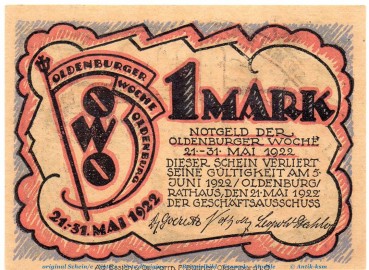 OLDENBURGER
WOCHE
OLDENBURG
OWO
21.-31. MAI 1922
1 MARK
NOTGELD DER
OLDENBURGER WOCHE
21.-31. MAI 1922
DIESER SCHEIN VERLIERT
SEINE GÜLTIGKEIT AM 5.
JUNI 1922/OLDENBURG/
RATHAUS, DEN 21. MAI 1922
DER GESCHÄFTSAUSSCHUSS